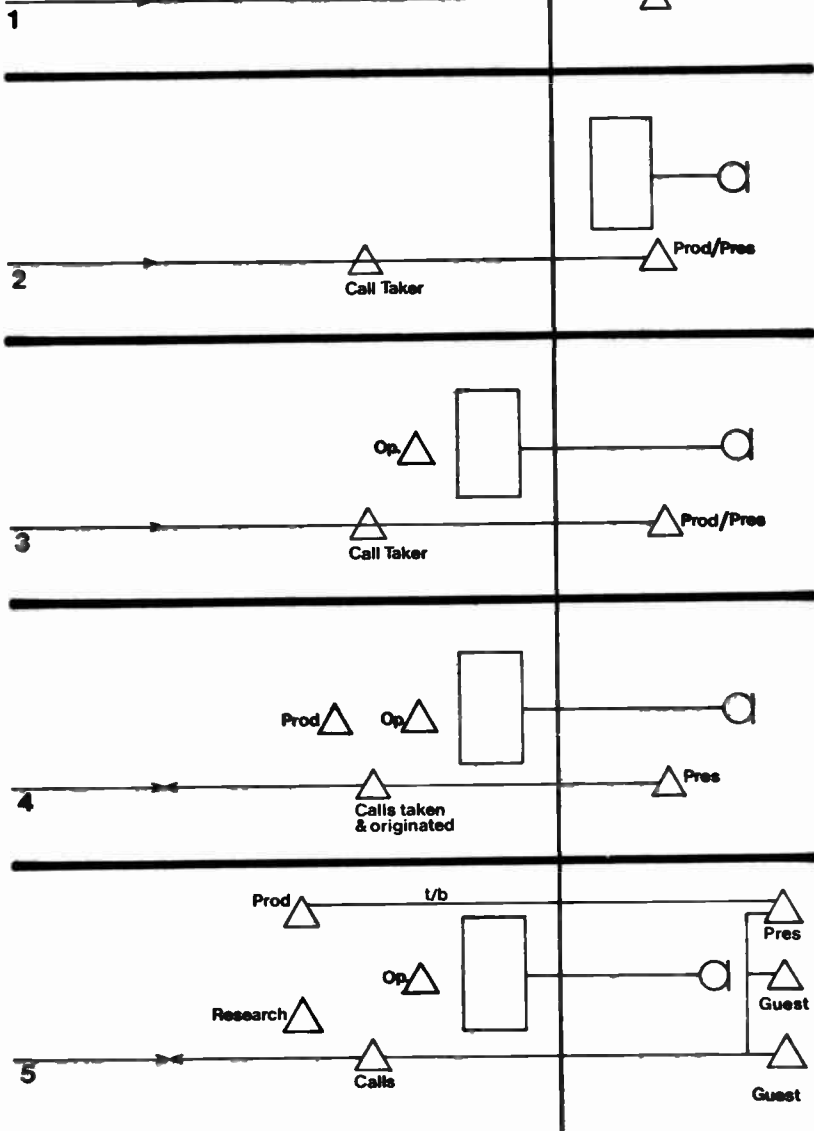 1
Prod/Pres
2
Call Taker
Op.
Prod/Pres
3
Call Taker
Prod Op.
Pres
4
Calls taken
& originated
Prod t/b
Pres
Op.
Guest
Research
5
Calls
Guest